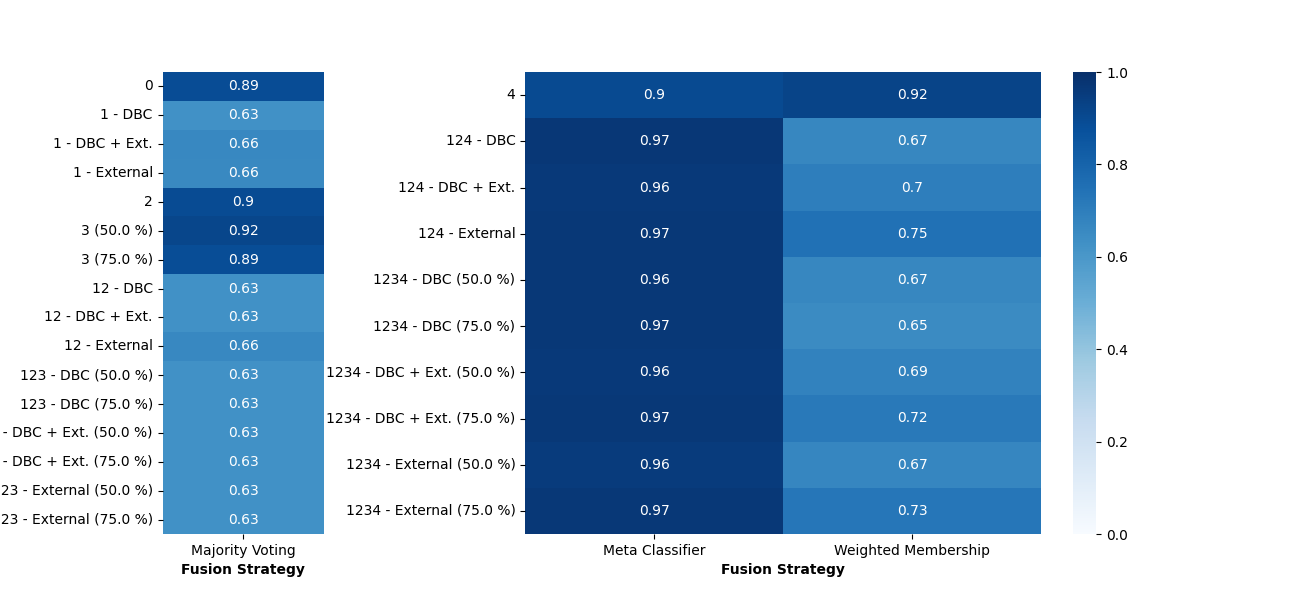 0 0.89
1 - DBC 0.63
1 - DBC + Ext. 0.66
1 - External 0.66
2 0.9
3 (50.0 %) 0.92
3 (75.0 %) 0.89
12 - DBC 0.63
12 - DBC + Ext. 0.63
12 - External 0.66
123 - DBC (50.0 %) 0.63
123 - DBC (75.0 %) 0.63
- DBC + Ext. (50.0 %) 0.63
- DBC + Ext. (75.0 %) 0.63
23 - External (50.0 %) 0.63
23 - External (75.0 %) 0.63
Majority Voting
Fusion Strategy
4 0.9 0.92
124 - DBC 0.97 0.67
124 - DBC + Ext. 0.96 0.7
124 - External 0.97 0.75
1234 - DBC (50.0 %) 0.96 0.67
1234 - DBC (75.0 %) 0.97 0.65
1234 - DBC + Ext. (50.0 %) 0.96 0.69
1234 - DBC + Ext. (75.0 %) 0.97 0.72
1234 - External (50.0 %) 0.96 0.67
1234 - External (75.0 %) 0.97 0.73
Meta Classifier Weighted Membership
Fusion Strategy
1.0
0.8
0.6
0.4
0.2
0.0